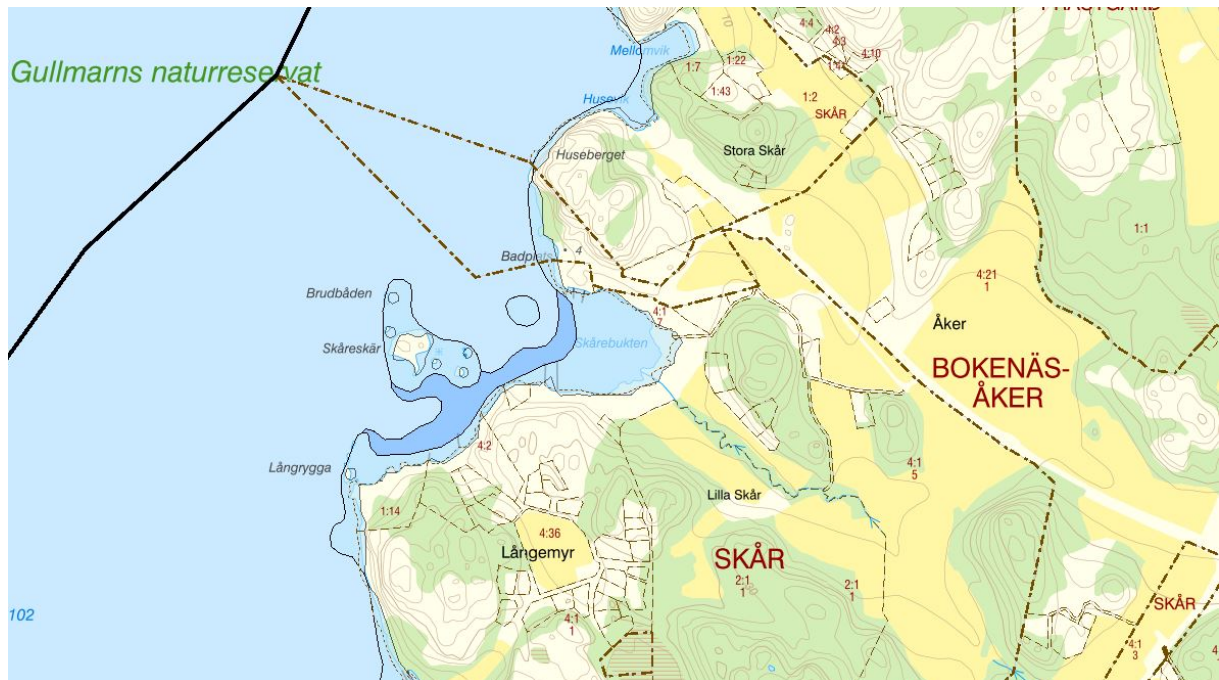 Gullmarns naturreservat
Mellomvik
Husevik
Huseberget
Badplats
Brudbåden
Skåreskär
Skårebukten
Långrygga
102
4:4
4:2
4:3
4:10
1:7
1:22
1:43
1:2
SKÅR
Stora Skår
1:1
4
4:21
1
4:1
Åker
BOKENÄS-
ÅKER
4:2
4:1
5
Lilla Skår
1:14
4:36
Långemyr
SKÅR
2:1
1
2:1
1
4:1
1
SKÅR
4:1
3